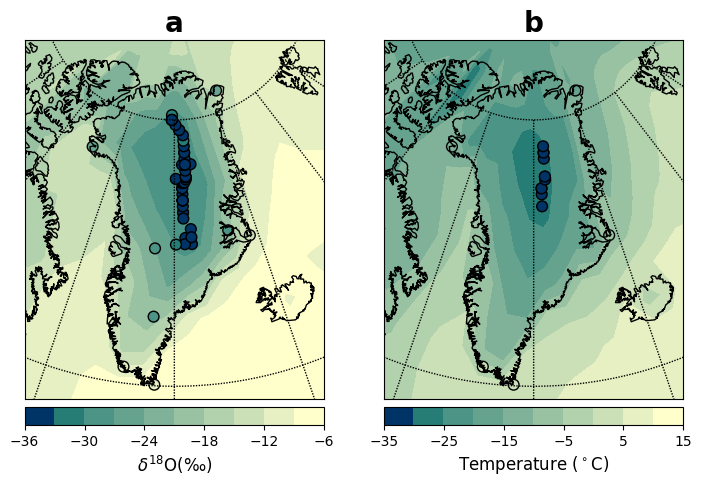 a b
−36 −30 −24 −18 −12 −6 −35 −25 −15 −5 5 15
δ¹⁸O(‰) Temperature (°C)